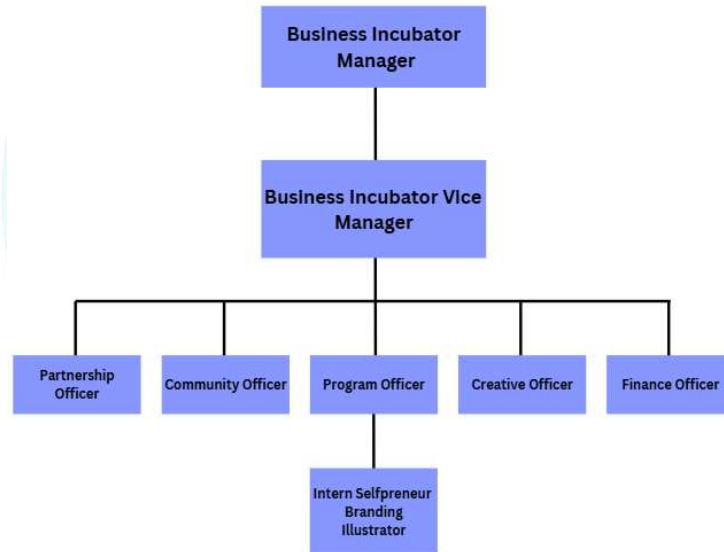 Business Incubator
Manager
Business Incubator Vice
Manager
Partnership
Officer
Community Officer
Program Officer
Creative Officer
Finance Officer
Intern Selfpreneur
Branding
Illustrator